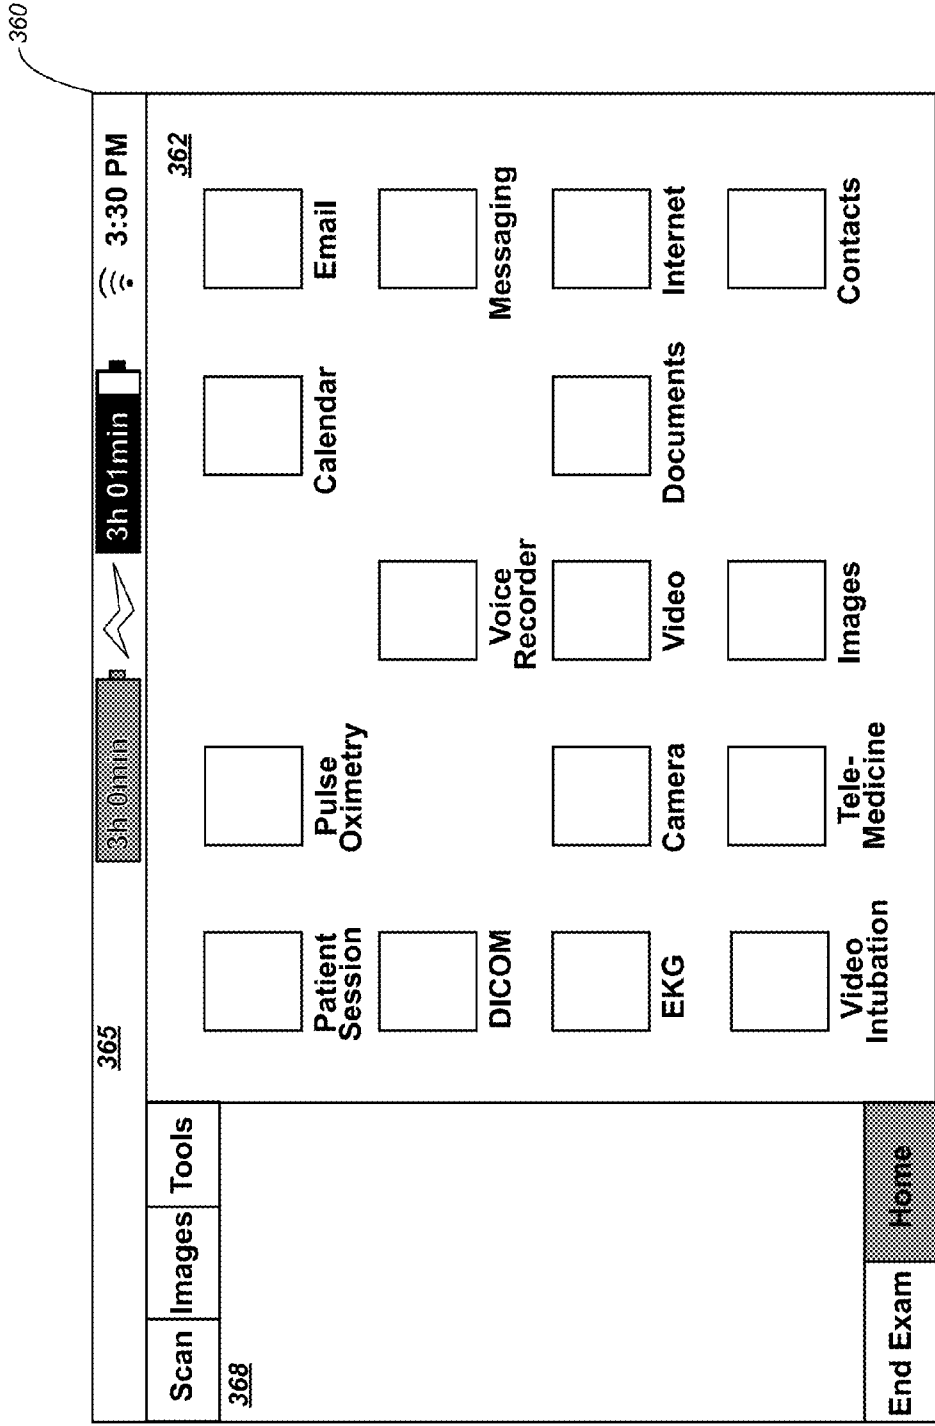 360
365
3h 0min
3h 01min
3:30 PM
Scan
Images
Tools
368
362
Patient
Session
Pulse
Oximetry
Calendar
Email
DICOM
Voice
Recorder
Messaging
EKG
Camera
Video
Documents
Internet
Video
Intubation
Tele-
Medicine
Images
Contacts
End Exam
Home